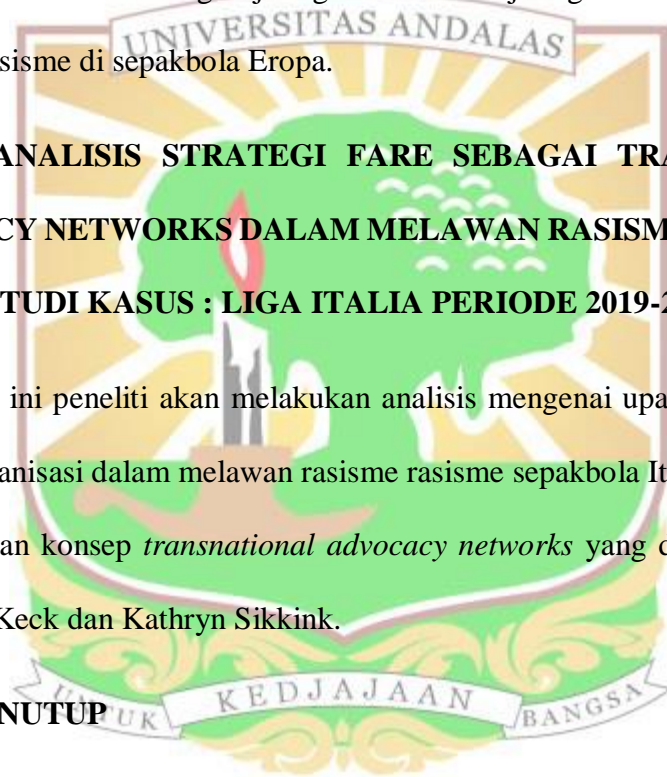 UNIVERSITAS ANDALAS
sisme di sepakbola Eropa.
ANALISIS STRATEGI FARE SEBAGAI TRA
CY NETWORKS DALAM MELAWAN RASISM
TUDI KASUS : LIGA ITALIA PERIODE 2019-2
ini peneliti akan melakukan analisis mengenai upa
anisasi dalam melawan rasisme rasisme sepakbola It
an konsep transnational advocacy networks yang d
Keck dan Kathryn Sikkink.
NUTUP
UNTUK KEDJAJAAN BANGSA